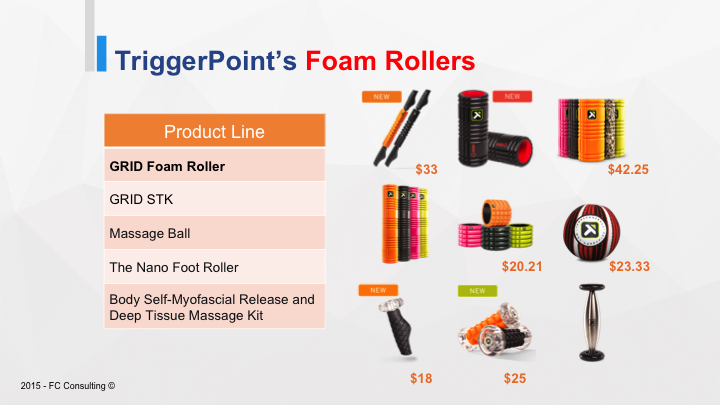 TriggerPoint’s Foam Rollers
Product Line
GRID Foam Roller
GRID STK
Massage Ball
The Nano Foot Roller
Body Self-Myofascial Release and
Deep Tissue Massage Kit
NEW
NEW
$33
$42.25
$20.21
$23.33
NEW
NEW
$18
$25
2015 - FC Consulting ©